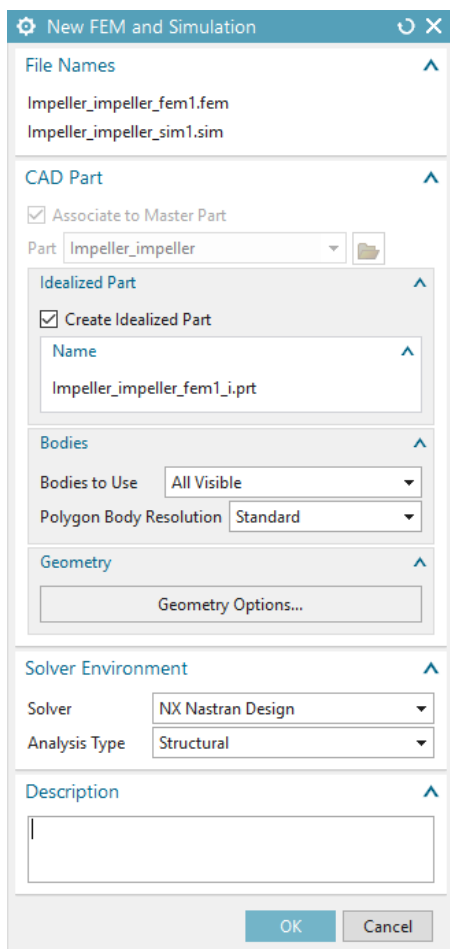 New FEM and Simulation
File Names
Impeller_impeller_fem1.fem
Impeller_impeller_sim1.sim
CAD Part
Associate to Master Part
Part Impeller_impeller
Idealized Part
Create Idealized Part
Name
Impeller_impeller_fem1_i.prt
Bodies
Bodies to Use All Visible
Polygon Body Resolution Standard
Geometry
Geometry Options...
Solver Environment
Solver NX Nastran Design
Analysis Type Structural
Description
OK Cancel